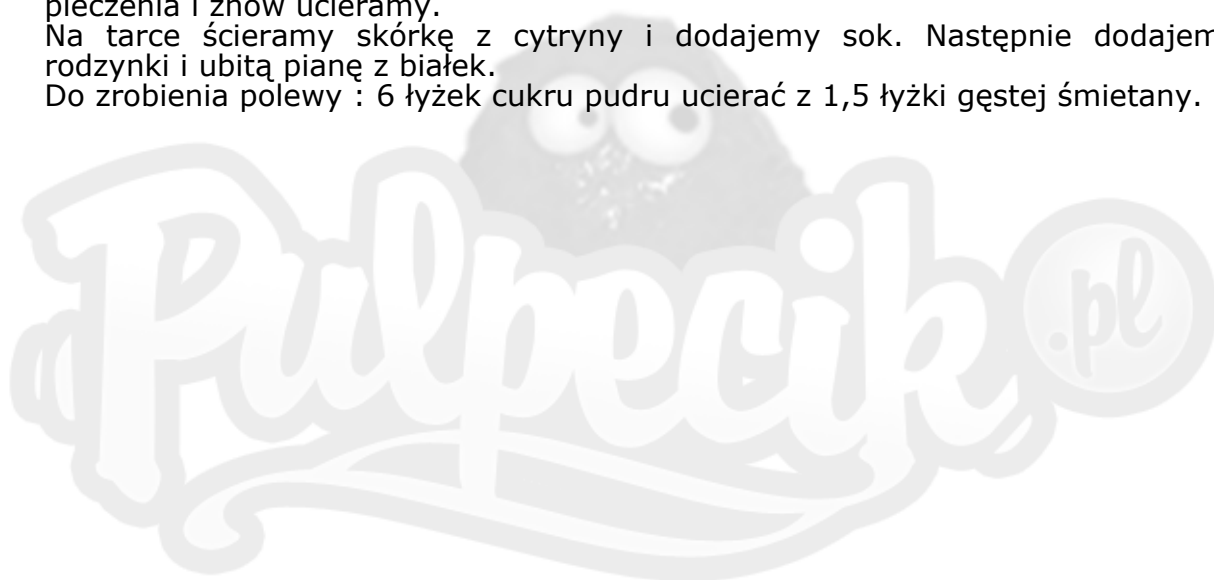 pieczenia i znów ucieramy.
Na tarce ścieramy skórkę z cytryny i dodajemy sok. Następnie dodajem
rodzynki i ubitą pianę z białek.
Do zrobienia polewy : 6 łyżek cukru pudru ucierać z 1,5 łyżki gęstej śmietany.
Pulpecik.pl